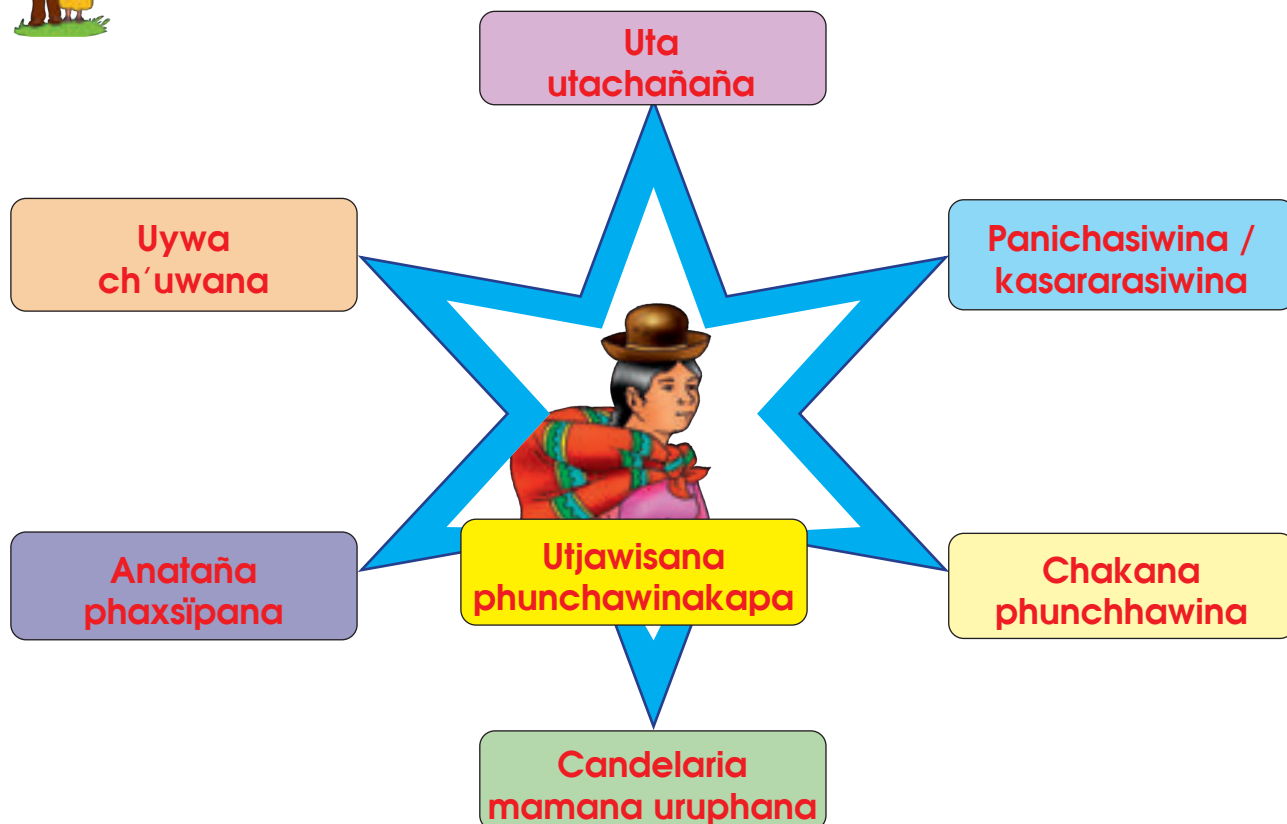 Uta
utachañaña
Uywa
ch´uwana
Panichasiwina /
kasararasiwina
Anataña
phaxsïpana
Utjawisana
phunchawinakapa
Chakana
phunchhawina
Candelaria
mamana uruphana